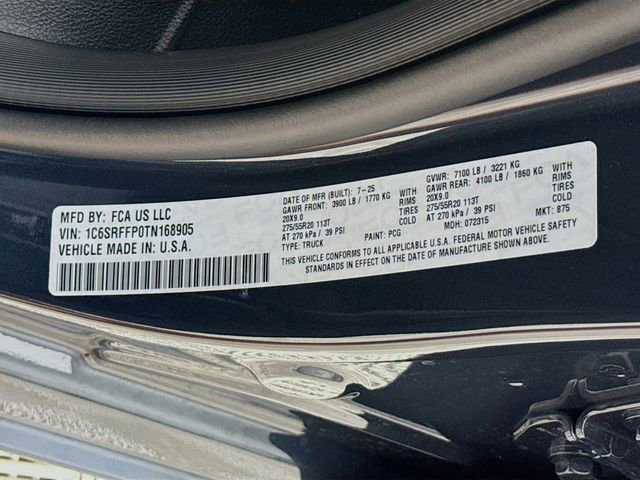 MFD BY: FCA US LLC
VIN: 1C6SRFFP0TN168905
VEHICLE MADE IN: U.S.A.
DATE OF MFR (BUILT): 7-25 GVWR: 7100 LB / 3221 KG
GAWR FRONT: 3900 LB / 1770 KG WITH GAWR REAR: 4100 LB / 1860 KG WITH
20X9.0 RIMS 20X9.0 RIMS
275/55R20 113T TIRES 275/55R20 113T TIRES
AT 270 kPa / 39 PSI AT 270 kPa / 39 PSI
TYPE: TRUCK PAINT: PCG MDH: 072315 MKT: 875
THIS VEHICLE CONFORMS TO ALL APPLICABLE U.S.A. FEDERAL MOTOR VEHICLE SAFETY
STANDARDS IN EFFECT ON THE DATE OF MANUFACTURE SHOWN ABOVE.